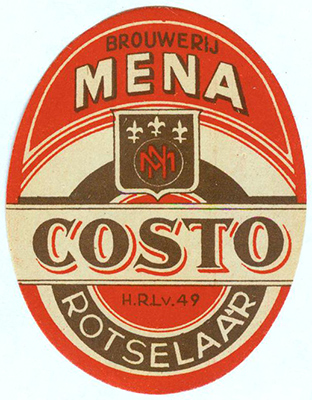 BROUWERIJ
MENA
COSTO
H.R.Lv.49
ROTSELAAR